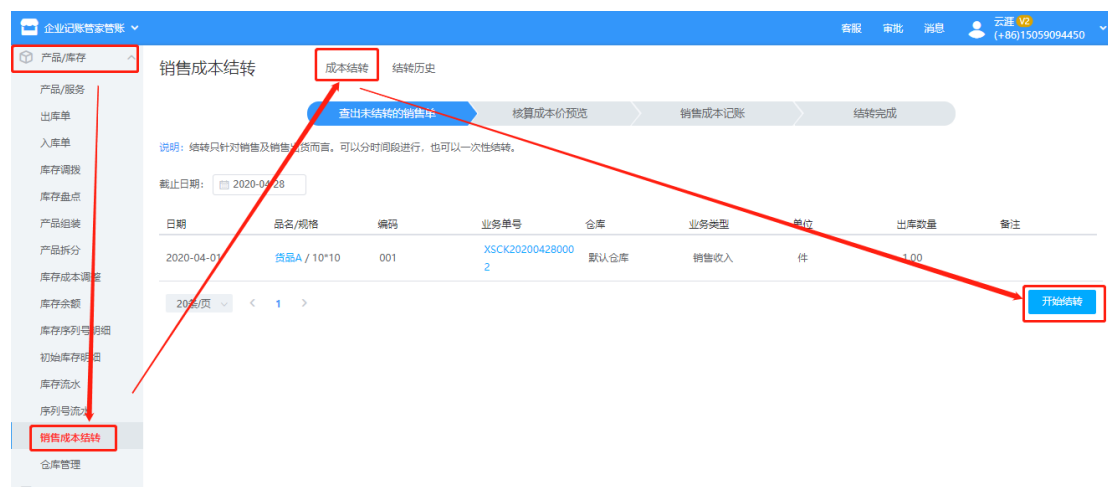 企业记账管家管账
客服 审批 消息 云涯 V2
(+86)15059094450
产品/库存
产品/服务
出库单
入库单
库存调拨
库存盘点
产品组装
产品拆分
库存成本调整
库存余额
库存序列号明细
初始库存明细
库存流水
序列号流水
销售成本结转
仓库管理
销售成本结转 成本结转 结转历史
查出未结转的销售单 核算成本价预览 销售成本记账 结转完成
说明：结转只针对销售及销售出货而言。可以分时间段进行，也可以一次性结转。
截止日期： 2020-04-28
日期 品名/规格 编码 业务单号 仓库 业务类型 单位 出库数量 备注
2020-04-01 货品A / 10*10 001 XSCK20200428000
2 默认仓库 销售收入 件 1.00
20条/页 < 1 >
开始结转